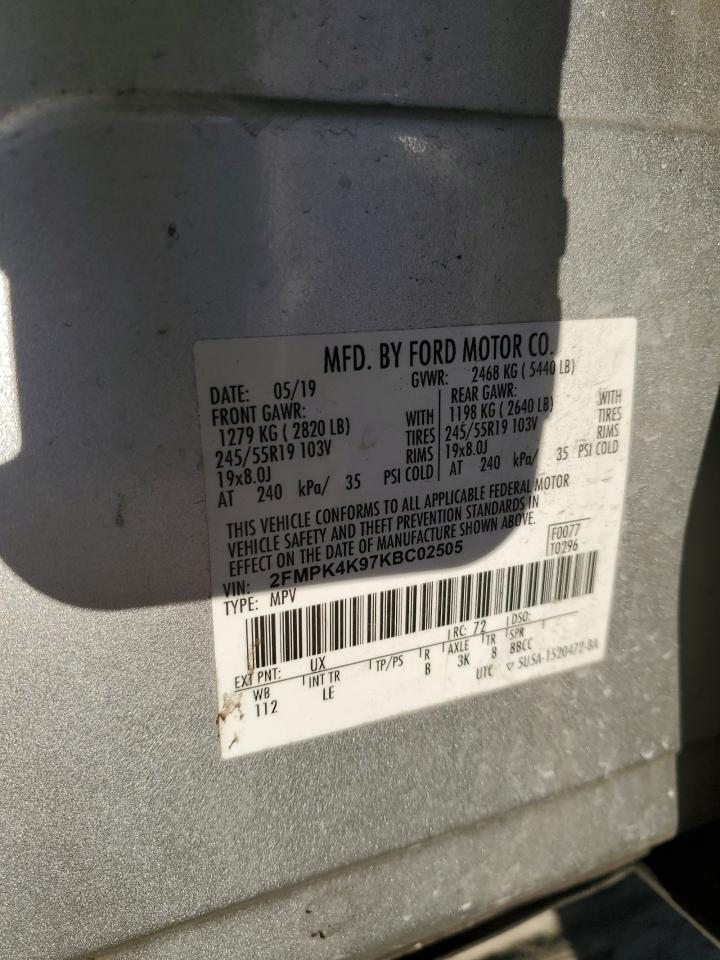 MFD. BY FORD MOTOR CO.
DATE: 05/19
GVWR: 2468 KG ( 5440 LB)
FRONT GAWR:
1279 KG ( 2820 LB) WITH
245/55R19 103V TIRES
19x8.0J RIMS
AT 240 kPa/ 35 PSI COLD
REAR GAWR:
1198 KG ( 2640 LB) WITH
245/55R19 103V TIRES
19x8.0J RIMS
AT 240 kPa/ 35 PSI COLD
THIS VEHICLE CONFORMS TO ALL APPLICABLE FEDERAL MOTOR
VEHICLE SAFETY AND THEFT PREVENTION STANDARDS IN
EFFECT ON THE DATE OF MANUFACTURE SHOWN ABOVE.
VIN: 2FMPK4K97KBC02505
TYPE: MPV
F0077
T0296
EXT PNT: UX RC: 72 DSO:
WB INT TR TP/PS R AXLE TR SPR
112 LE B 3K 8 8BCC
UTC ▽ 5USA-1520472-BA